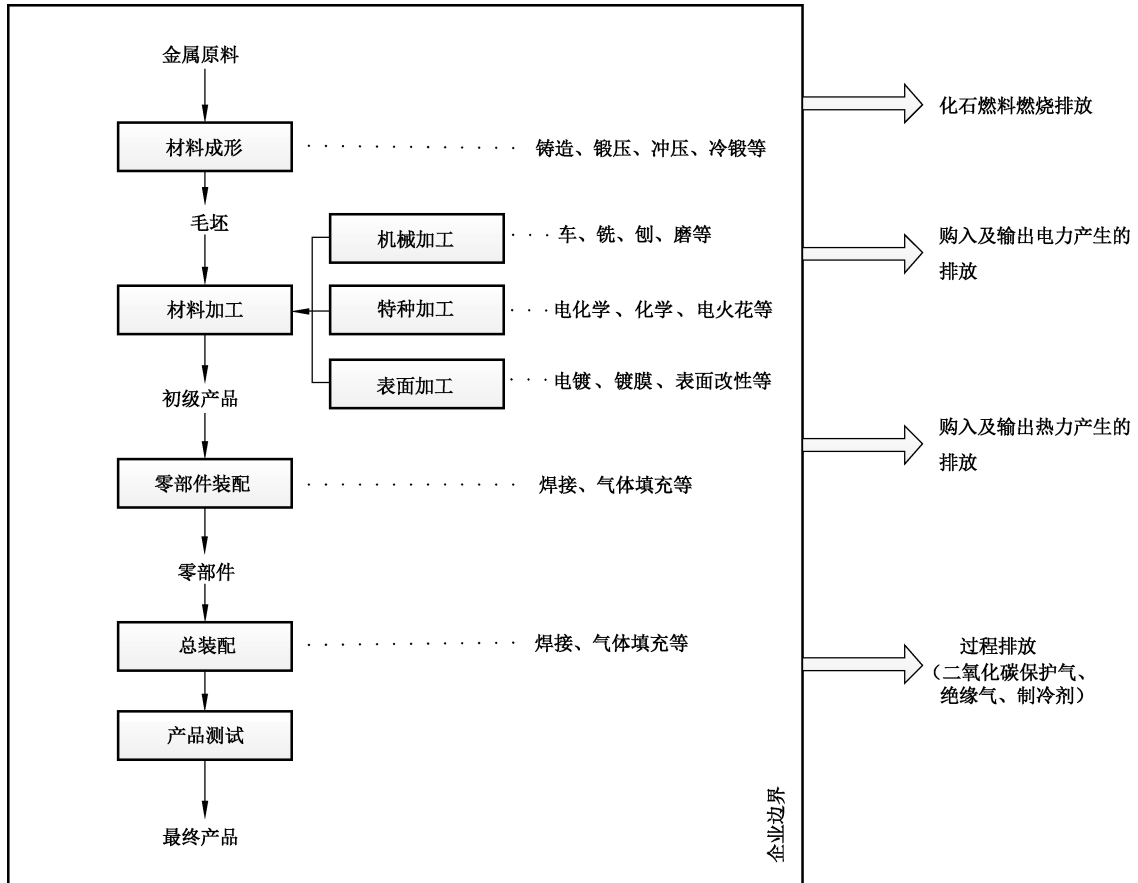 金属原料
材料成形
铸造、锻压、冲压、冷锻等
毛坯
机械加工
车、铣、刨、磨等
材料加工
特种加工
电化学、化学、电火花等
表面加工
电镀、镀膜、表面改性等
初级产品
零部件装配
焊接、气体填充等
零部件
总装配
焊接、气体填充等
产品测试
最终产品
企业边界
化石燃料燃烧排放
购入及输出电力产生的
排放
购入及输出热力产生的
排放
过程排放
（二氧化碳保护气、
绝缘气、制冷剂）